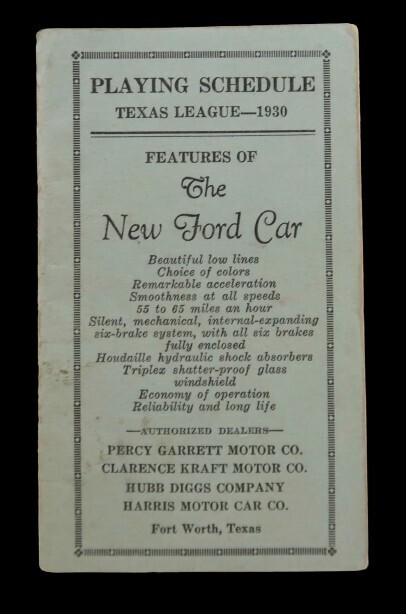 PLAYING SCHEDULE
TEXAS LEAGUE—1930
FEATURES OF
The
New Ford Car
Beautiful low lines
Choice of colors
Remarkable acceleration
Smoothness at all speeds
55 to 65 miles an hour
Silent, mechanical, internal-expanding
six-brake system, with all six brakes
fully enclosed
Houdaille hydraulic shock absorbers
Triplex shatter-proof glass
windshield
Economy of operation
Reliability and long life
—AUTHORIZED DEALERS—
PERCY GARRETT MOTOR CO.
CLARENCE KRAFT MOTOR CO.
HUBB DIGGS COMPANY
HARRIS MOTOR CAR CO.
Fort Worth, Texas